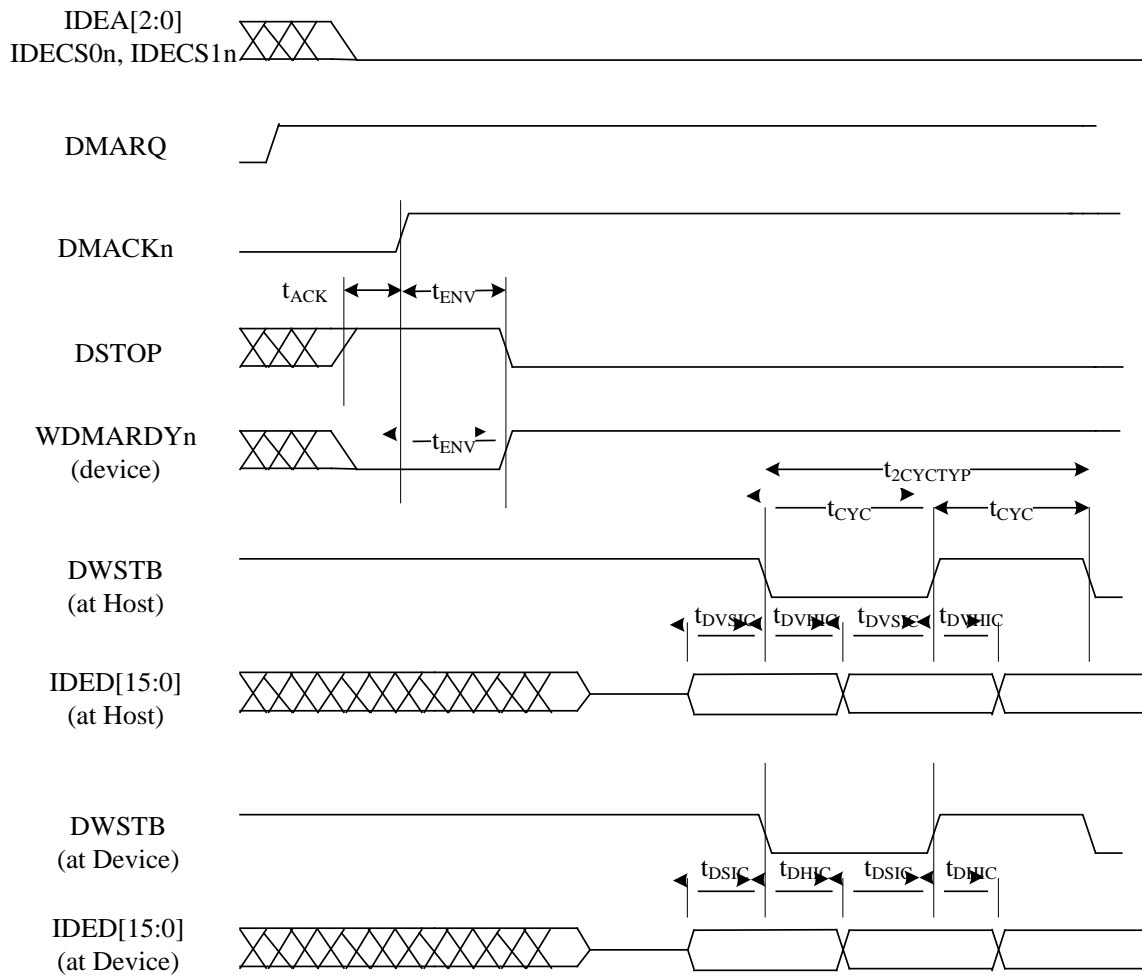 IDEA[2:0]
IDECS0n, IDECS1n
DMARQ
DMACKn
tACK
tENV
DSTOP
WDMARDYn
(device)
tENV
t2CYCTYP
tCYC
tCYC
DWSTB
(at Host)
tDVSIC
tDVHIC
tDVSIC
tDVHIC
IDED[15:0]
(at Host)
DWSTB
(at Device)
tDSIC
tDHIC
tDSIC
tDHIC
IDED[15:0]
(at Device)